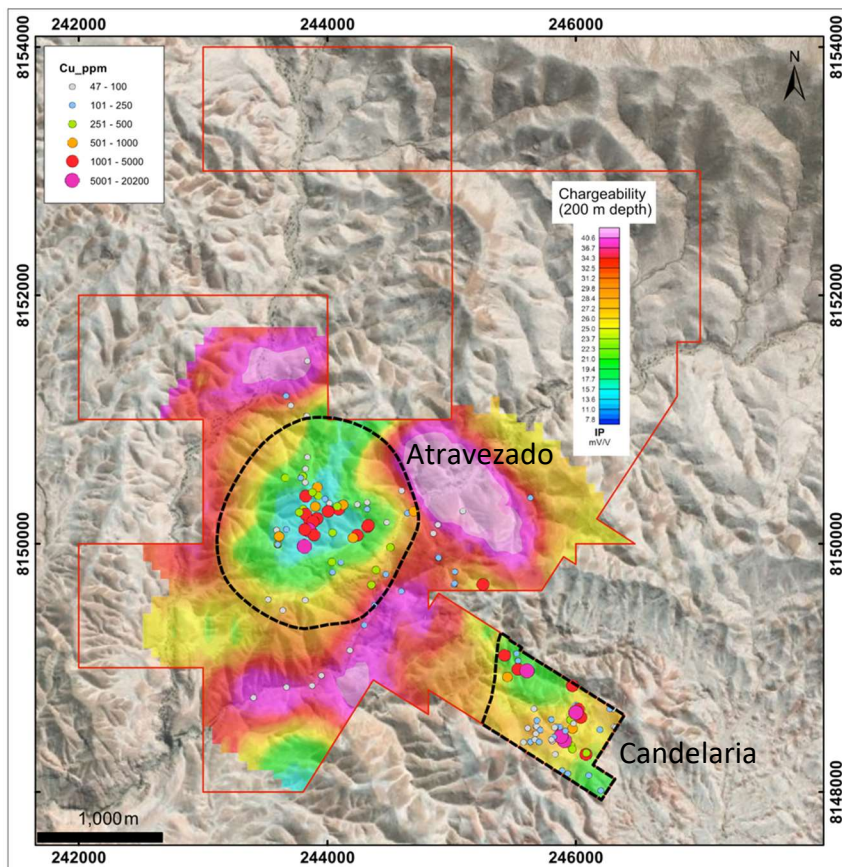 242000 244000 246000
8154000 8154000
Cu_ppm
47 - 100
101 - 250
251 - 500
501 - 1000
1001 - 5000
5001 - 20200
N
Chargeability
(200 m depth)
40.6
36.7
34.3
32.5
31.2
29.8
28.4
27.2
26.0
25.0
23.7
22.3
21.0
19.4
17.7
15.7
13.6
11.0
7.8
IP
mV/V
8152000 8152000
Atravezado
8150000 8150000
Candelaria
8148000 8148000
1,000 m
242000 244000 246000